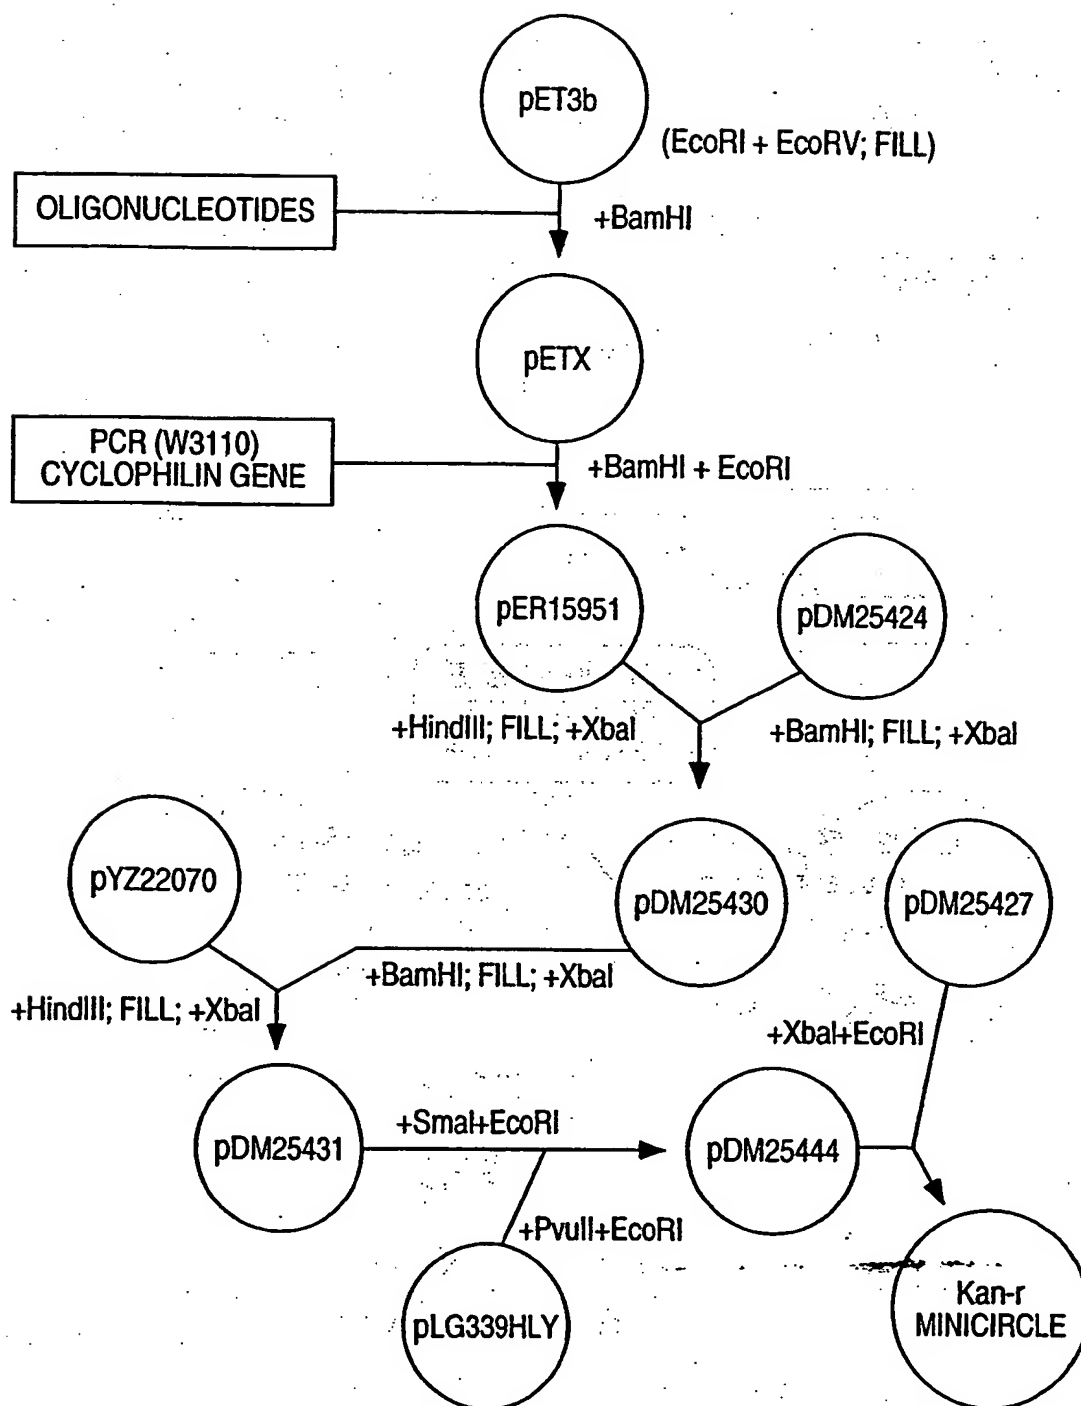 pET3b
(EcoRI + EcoRV; FILL)
OLIGONUCLEOTIDES
+BamHI
pETX
PCR (W3110)
CYCLOPHILIN GENE
+BamHI + EcoRI
pER15951
pDM25424
+HindIII; FILL; +XbaI
+BamHI; FILL; +XbaI
pYZ22070
pDM25430
pDM25427
+HindIII; FILL; +XbaI
+BamHI; FILL; +XbaI
+XbaI+EcoRI
pDM25431
+SmaI+EcoRI
pDM25444
+PvuII+EcoRI
pLG339HLY
Kan-r
MINICIRCLE